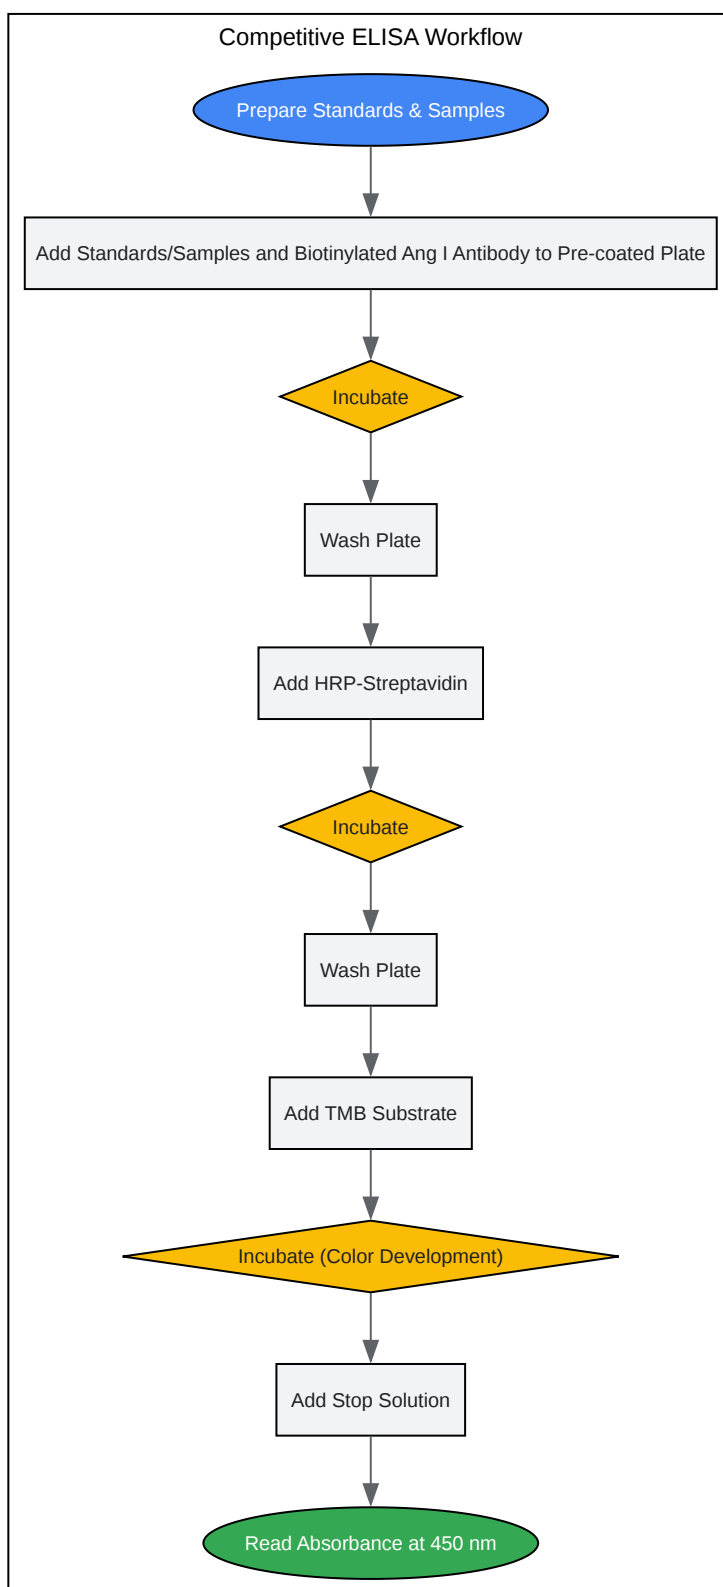 Competitive ELISA Workflow
Prepare Standards & Samples
Add Standards/Samples and Biotinylated Ang I Antibody to Pre-coated Plate
Incubate
Wash Plate
Add HRP-Streptavidin
Incubate
Wash Plate
Add TMB Substrate
Incubate (Color Development)
Add Stop Solution
Read Absorbance at 450 nm